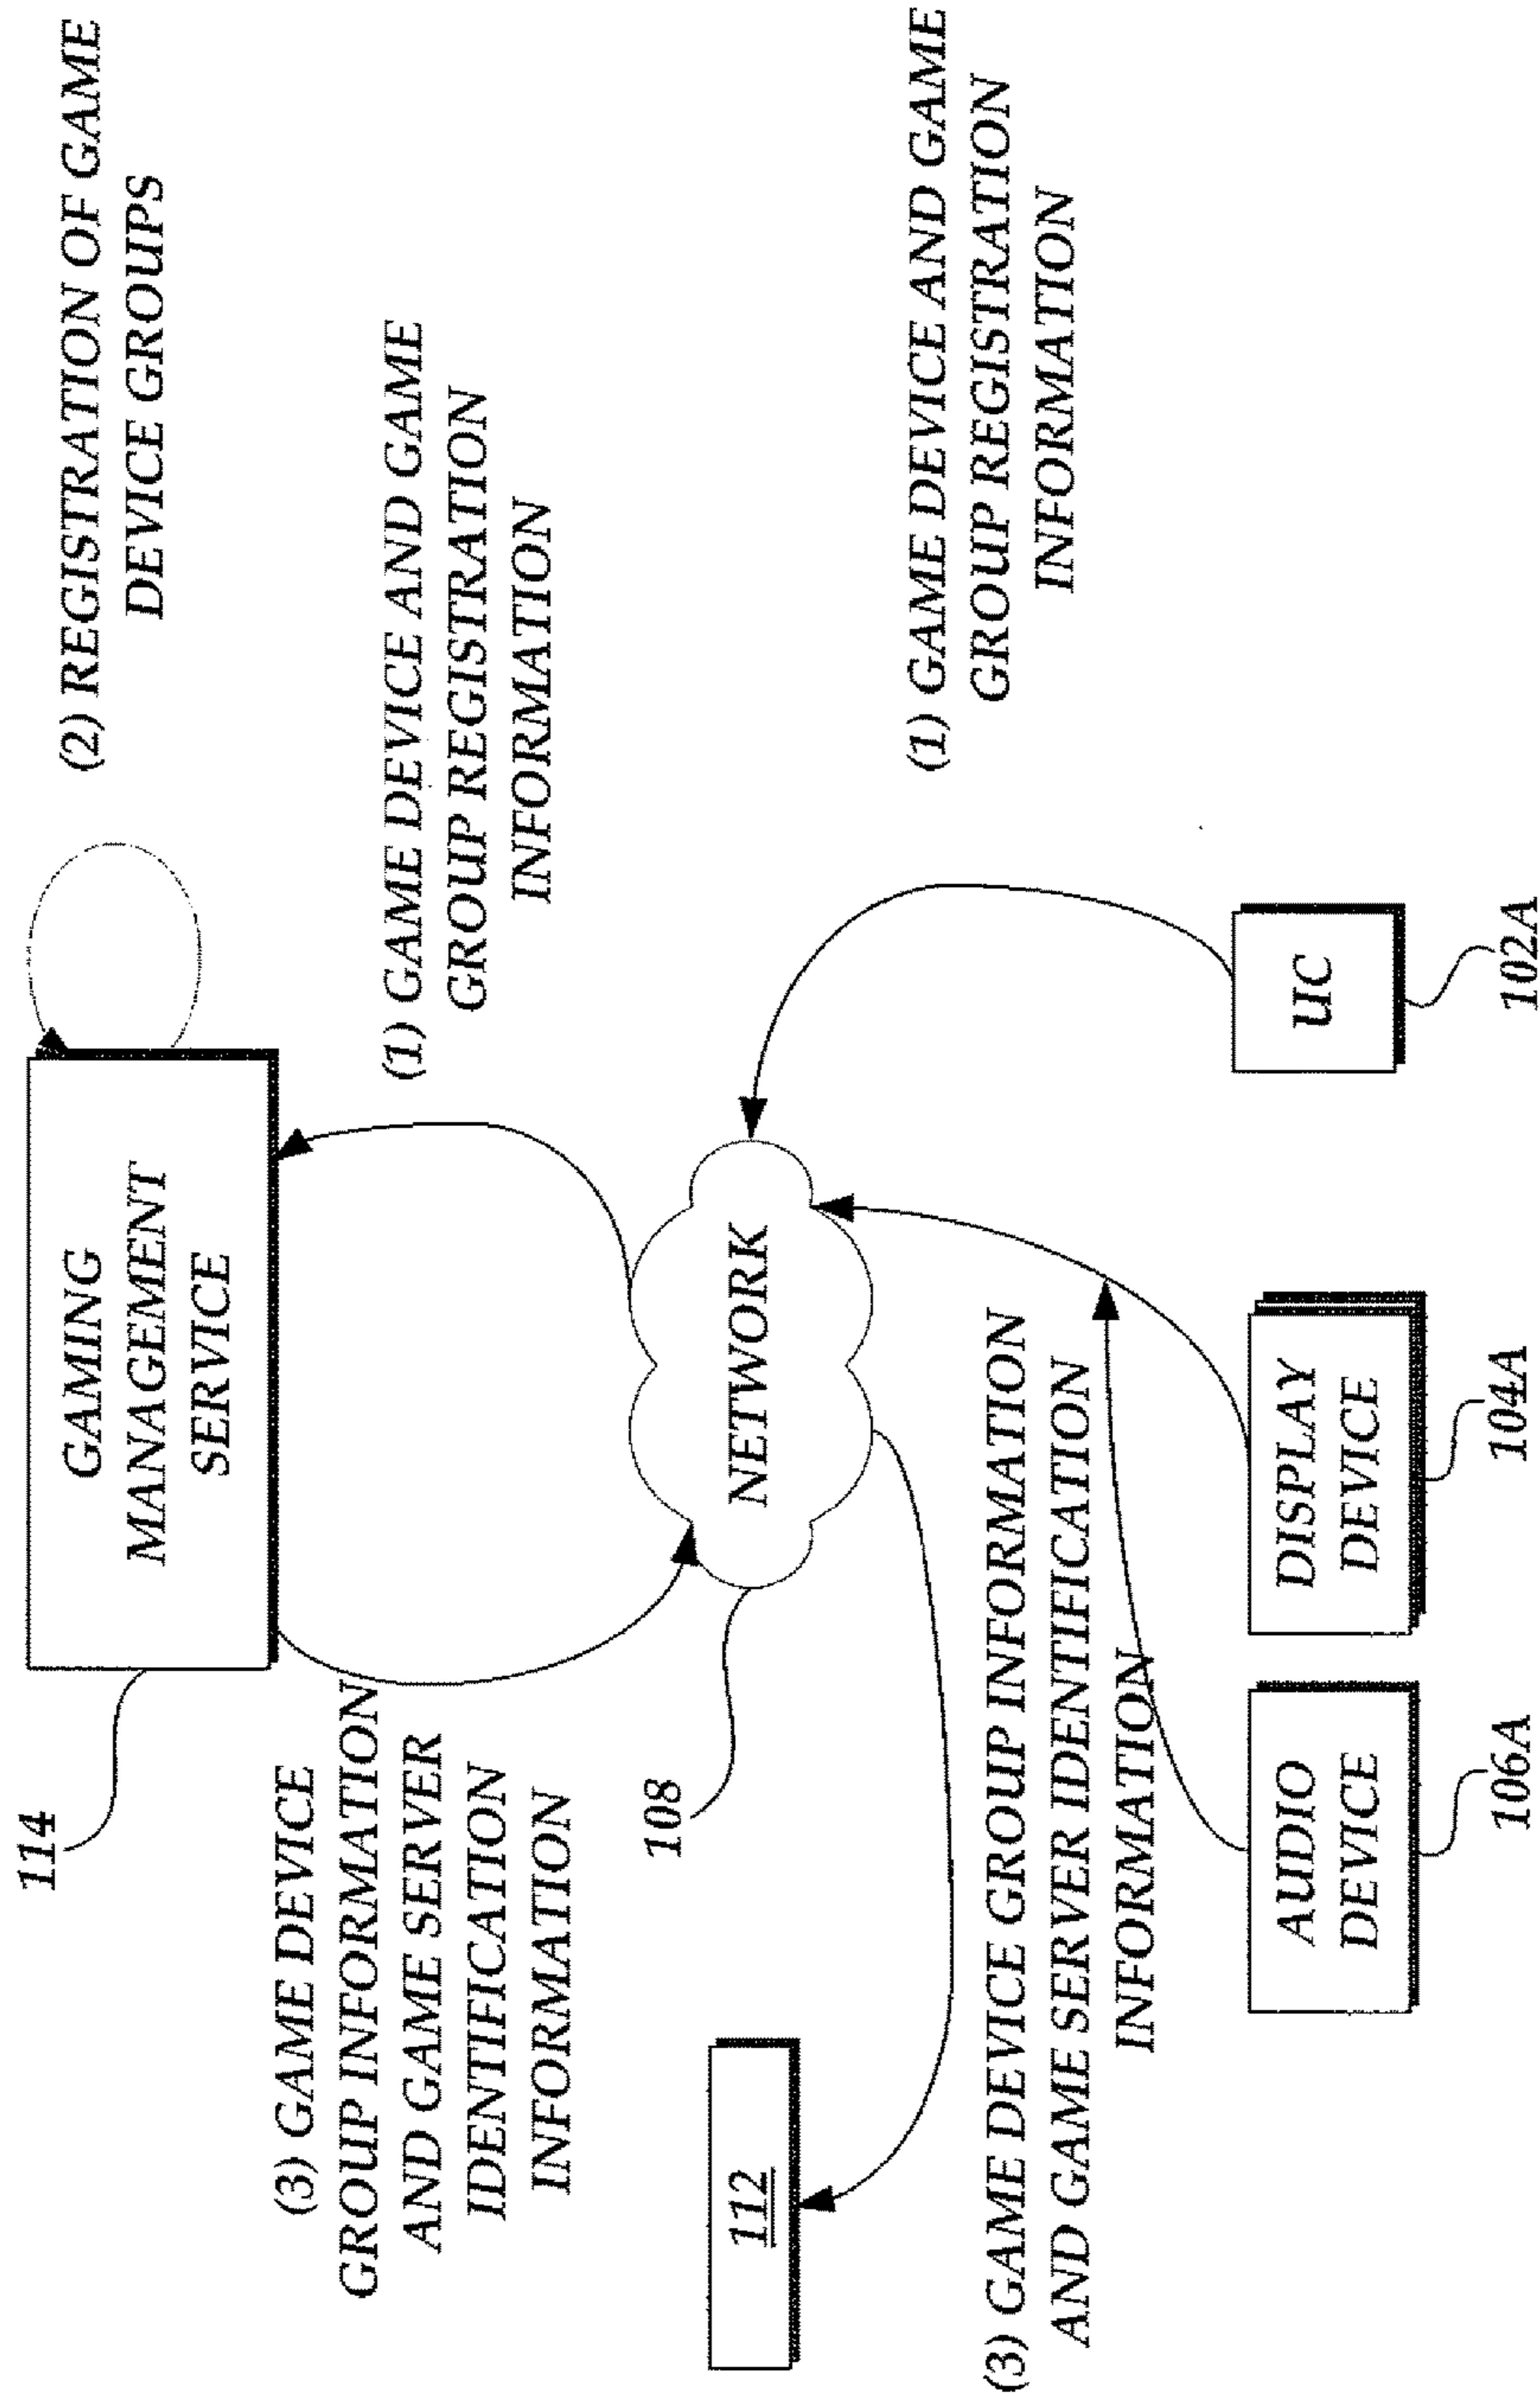 114
GAMING
MANAGEMENT
SERVICE
(2) REGISTRATION OF GAME
DEVICE GROUPS
(3) GAME DEVICE
GROUP INFORMATION
AND GAME SERVER
IDENTIFICATION
INFORMATION
(1) GAME DEVICE AND GAME
GROUP REGISTRATION
INFORMATION
108
NETWORK
112
(3) GAME DEVICE GROUP INFORMATION
AND GAME SERVER IDENTIFICATION
INFORMATION
(1) GAME DEVICE AND GAME
GROUP REGISTRATION
INFORMATION
AUDIO
DEVICE
106A
DISPLAY
DEVICE
104A
UC
102A